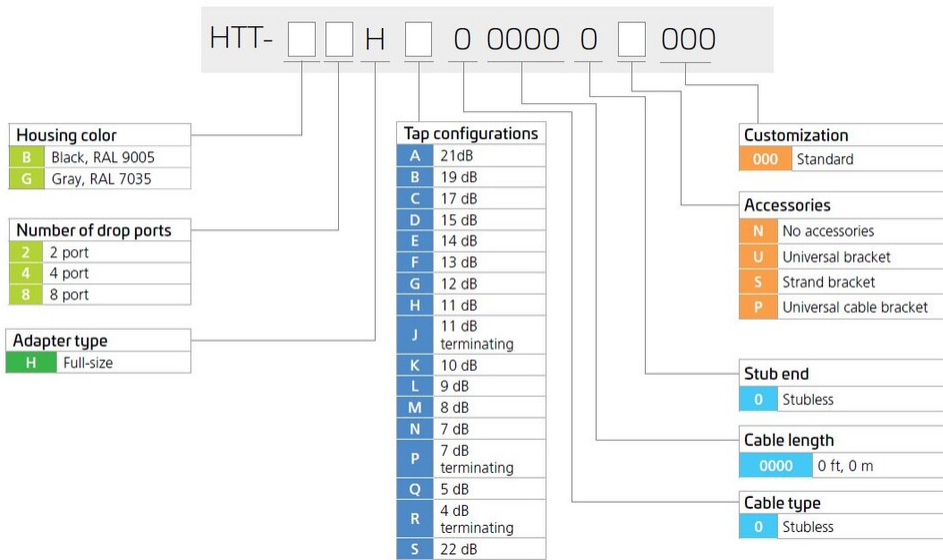 HTT- H 0 0000 0 000
Housing color
B Black, RAL 9005
G Gray, RAL 7035
Number of drop ports
2 2 port
4 4 port
8 8 port
Adapter type
H Full-size
Tap configurations
A 21dB
B 19 dB
C 17 dB
D 15 dB
E 14 dB
F 13 dB
G 12 dB
H 11 dB
J 11 dB
terminating
K 10 dB
L 9 dB
M 8 dB
N 7 dB
P 7 dB
terminating
Q 5 dB
R 4 dB
terminating
S 22 dB
Customization
000 Standard
Accessories
N No accessories
U Universal bracket
S Strand bracket
P Universal cable bracket
Stub end
0 Stubless
Cable length
0000 0 ft, 0 m
Cable type
0 Stubless